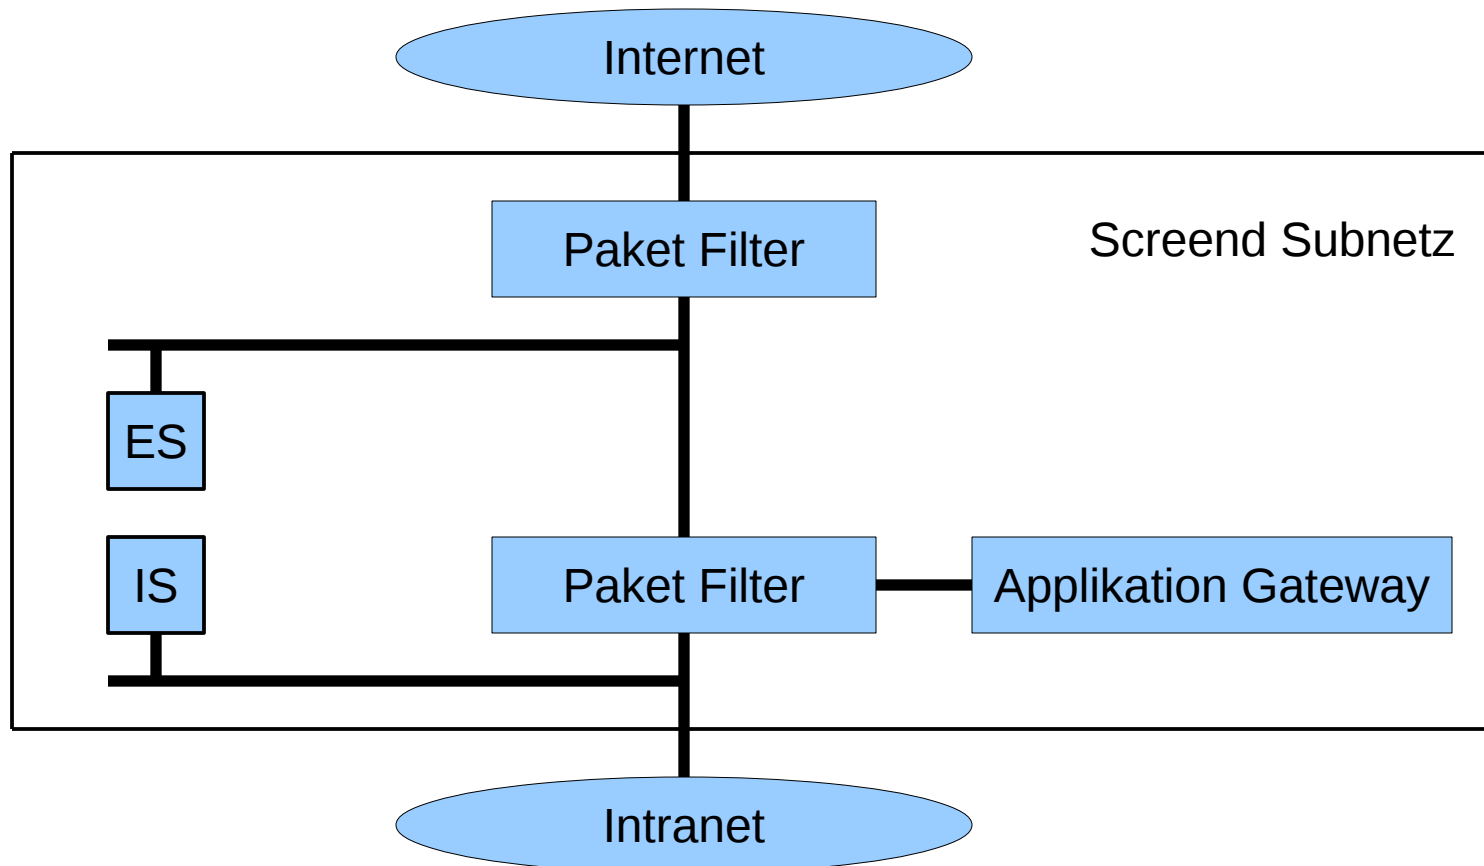 Internet
Paket Filter
Screend Subnetz
ES
IS
Paket Filter
Applikation Gateway
Intranet